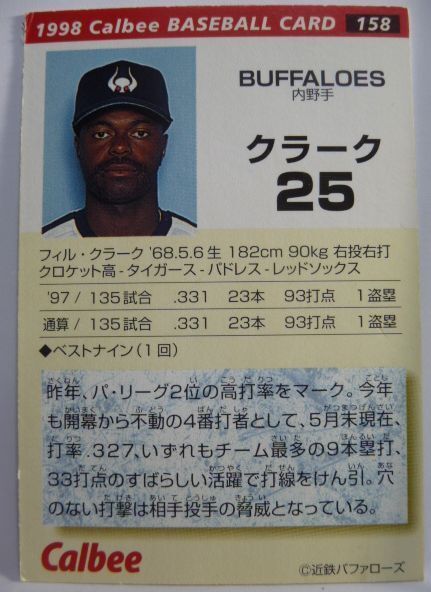 1998 Calbee BASEBALL CARD 158
BUFFALOES
内野手
クラーク
25
フィル・クラーク '68.5.6生 182cm 90kg 右投右打
クロケット高-タイガース-パドレス-レッドソックス
'97 / 135試合 .331 23本 93打点 1盗塁
通算 / 135試合 .331 23本 93打点 1盗塁
◆ベストナイン(1回)
昨年、パ・リーグ2位の高打率をマーク。今年
も開幕から不動の4番打者として、5月末現在、
打率.327、いずれもチーム最多の9本塁打、
33打点のすばらしい活躍で打線をけん引。穴
のない打撃は相手投手の脅威となっている。
Calbee
©近鉄バファローズ